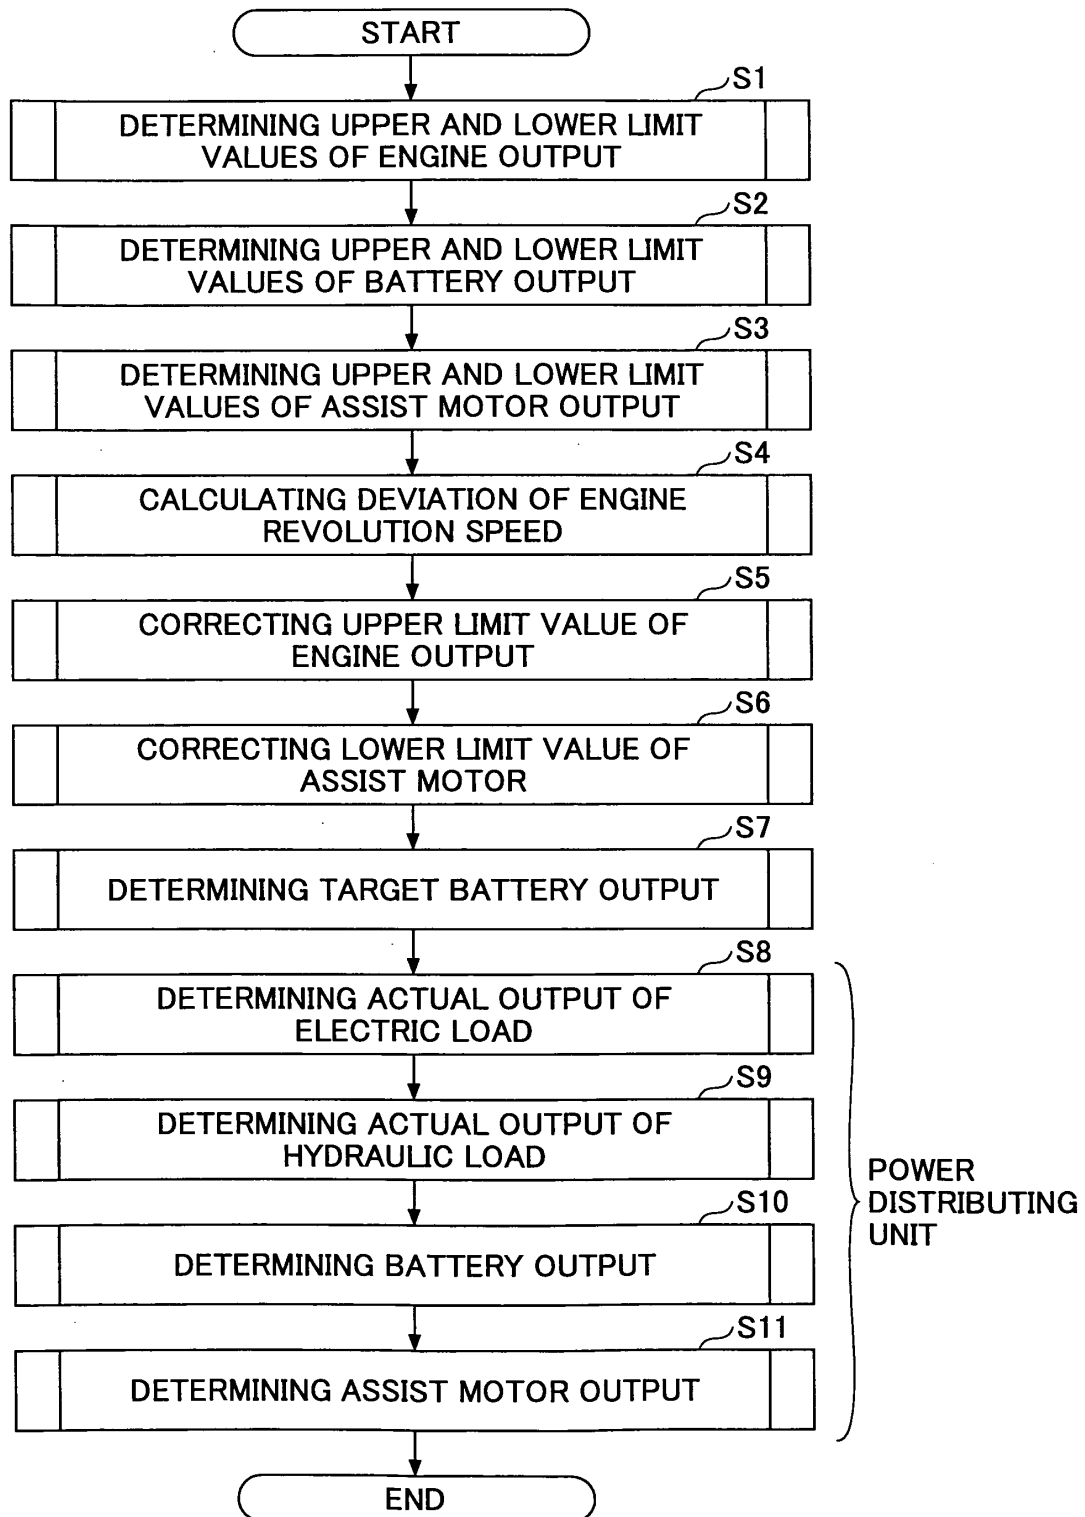 START
S1
DETERMINING UPPER AND LOWER LIMIT
VALUES OF ENGINE OUTPUT
S2
DETERMINING UPPER AND LOWER LIMIT
VALUES OF BATTERY OUTPUT
S3
DETERMINING UPPER AND LOWER LIMIT
VALUES OF ASSIST MOTOR OUTPUT
S4
CALCULATING DEVIATION OF ENGINE
REVOLUTION SPEED
S5
CORRECTING UPPER LIMIT VALUE OF
ENGINE OUTPUT
S6
CORRECTING LOWER LIMIT VALUE OF
ASSIST MOTOR
S7
DETERMINING TARGET BATTERY OUTPUT
S8
DETERMINING ACTUAL OUTPUT OF
ELECTRIC LOAD
S9
DETERMINING ACTUAL OUTPUT OF
HYDRAULIC LOAD
S10
DETERMINING BATTERY OUTPUT
S11
DETERMINING ASSIST MOTOR OUTPUT
POWER
DISTRIBUTING
UNIT
END